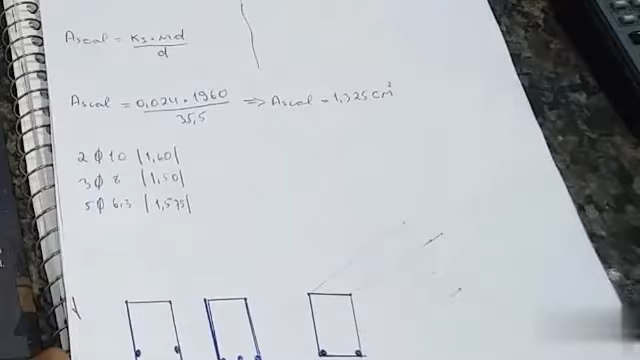 Ascal = K3 . Md / d
Ascal = 0,024 . 1960 / 35,5 ⇒ Ascal = 1,325 cm²
2 ϕ 10 |1,60|
3 ϕ 8 |1,50|
5 ϕ 6,3 |1,575|